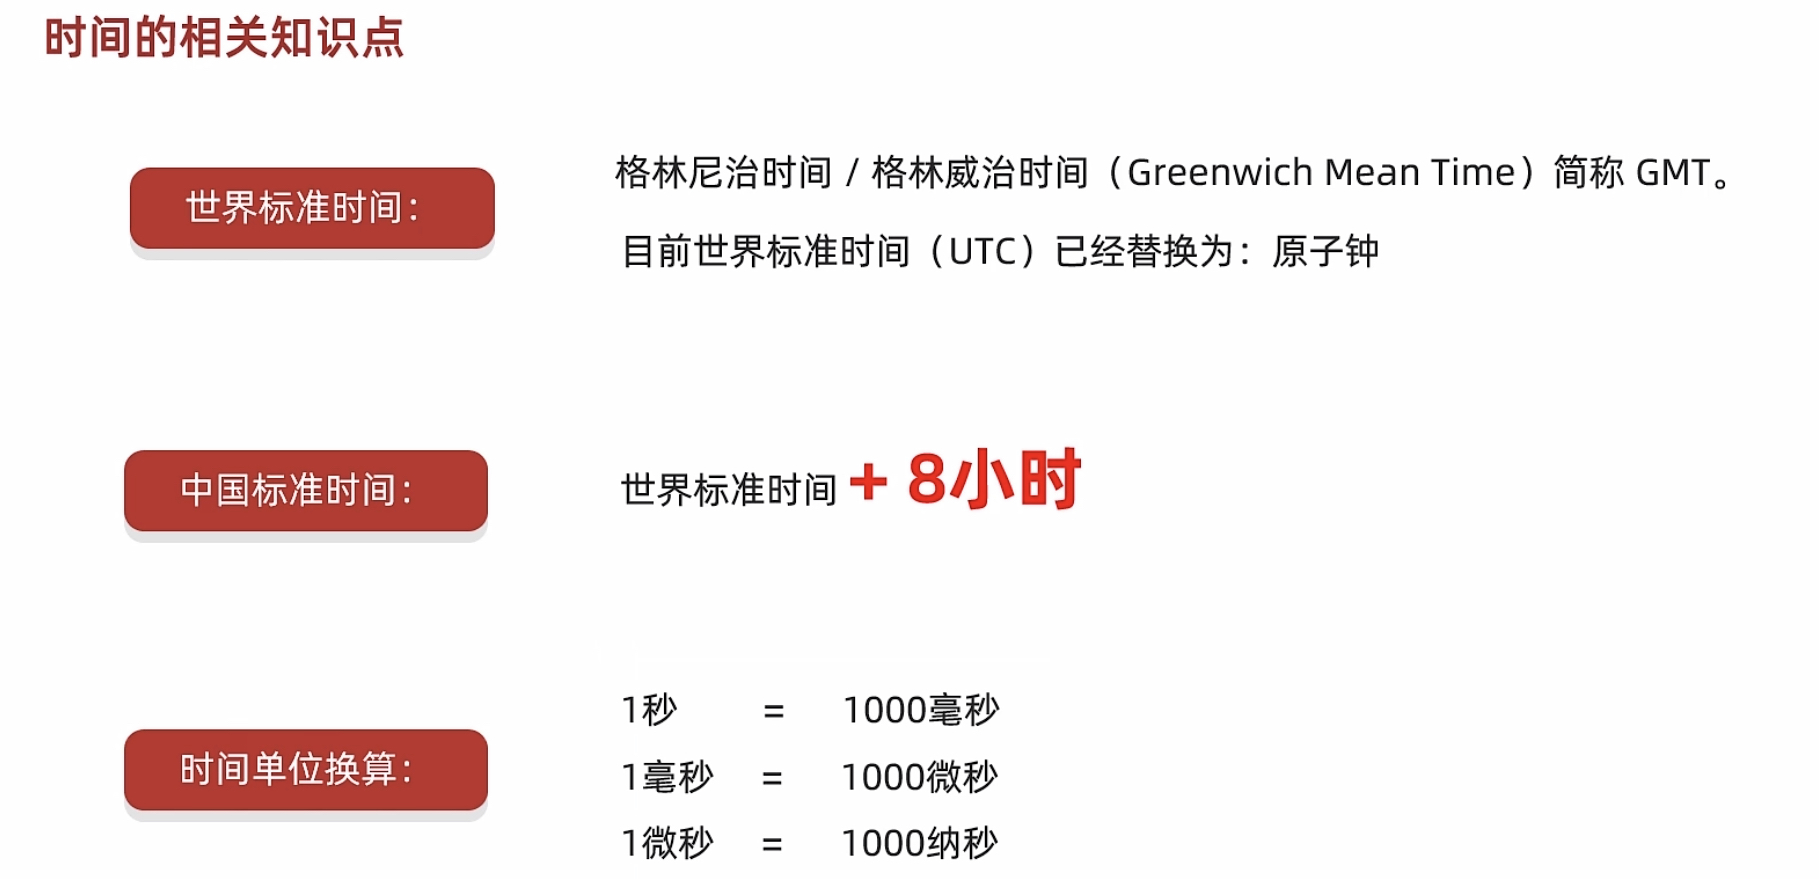 时间的相关知识点
世界标准时间：
格林尼治时间 / 格林威治时间（Greenwich Mean Time）简称 GMT。
目前世界标准时间（UTC）已经替换为：原子钟
中国标准时间：
世界标准时间 + 8小时
时间单位换算：
1秒 = 1000毫秒
1毫秒 = 1000微秒
1微秒 = 1000纳秒